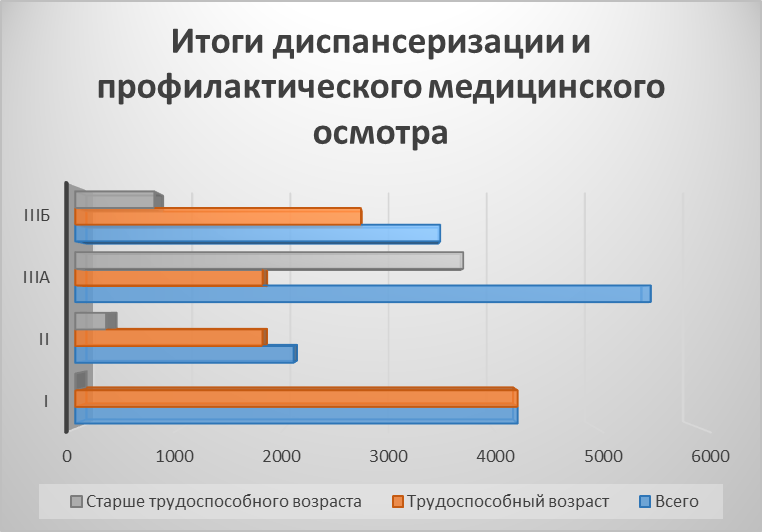 Итоги диспансеризации и
профилактического медицинского
осмотра
IIIБ
IIIА
II
I
0 1000 2000 3000 4000 5000 6000
Старше трудоспособного возраста Трудоспособный возраст Всего